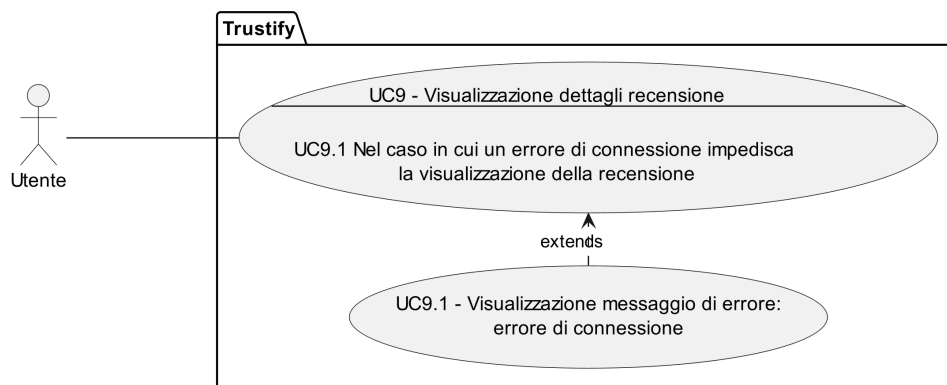 Trustify
UC9 - Visualizzazione dettagli recensione
UC9.1 Nel caso in cui un errore di connessione impedisca
la visualizzazione della recensione
Utente
extends
UC9.1 - Visualizzazione messaggio di errore:
errore di connessione